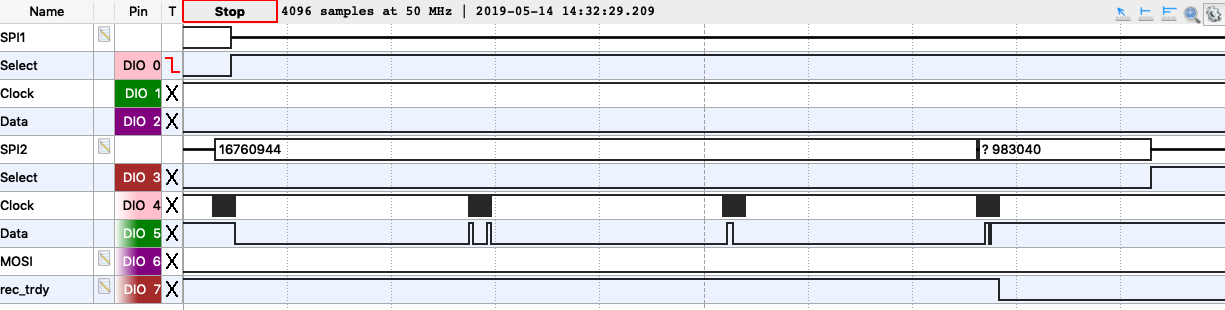 Name Pin T Stop 4096 samples at 50 MHz | 2019-05-14 14:32:29.209
SPI1
Select DIO 0
Clock DIO 1 X
Data DIO 2 X
SPI2 16760944 ? 983040
Select DIO 3 X
Clock DIO 4 X
Data DIO 5 X
MOSI DIO 6 X
rec_trdy DIO 7 X